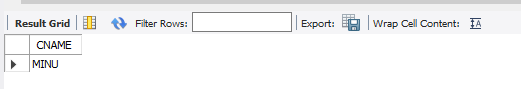 Result Grid Filter Rows: Export: Wrap Cell Content: A
CNAME
MINU